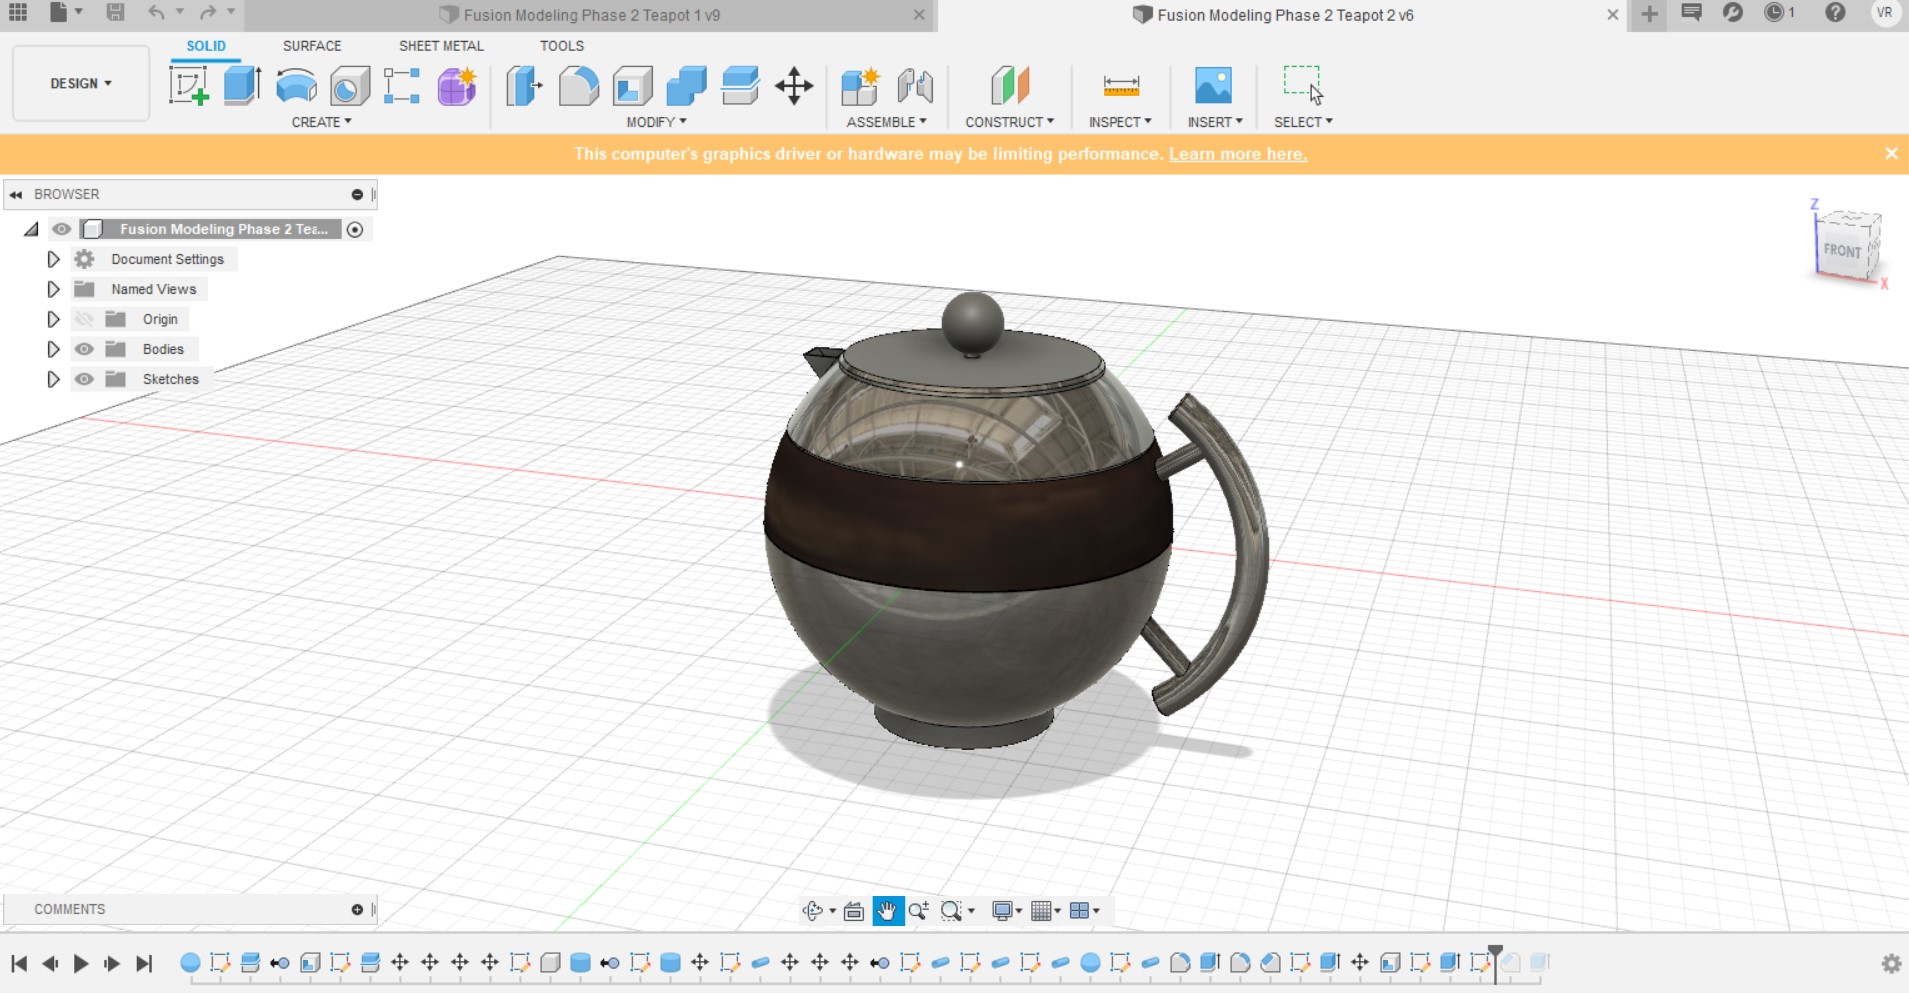 Fusion Modeling Phase 2 Teapot 1 v9
Fusion Modeling Phase 2 Teapot 2 v6
1
VR
SOLID
SURFACE
SHEET METAL
TOOLS
DESIGN
CREATE
MODIFY
ASSEMBLE
CONSTRUCT
INSPECT
INSERT
SELECT
This computer's graphics driver or hardware may be limiting performance. Learn more here.
BROWSER
Fusion Modeling Phase 2 Tea...
Document Settings
Named Views
Origin
Bodies
Sketches
Z
FRONT
X
COMMENTS